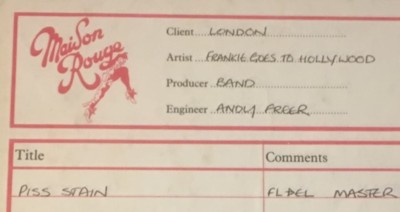 Maison
Rouge
Client LONDON
Artist FRANKIE GOES TO HOLLYWOOD
Producer BAND
Engineer ANDY FREER
Title Comments
PISS STAIN MASTER